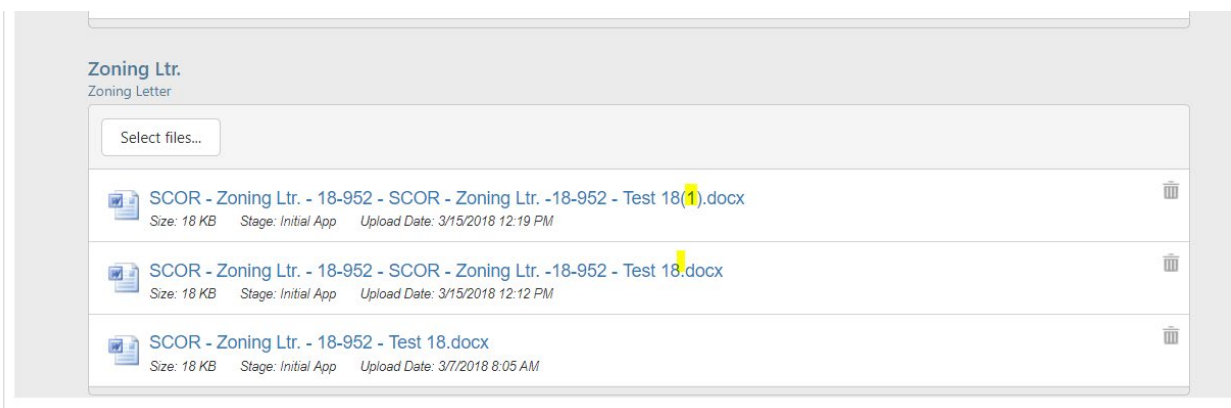 Zoning Ltr.
Zoning Letter
Select files...
SCOR - Zoning Ltr. - 18-952 - SCOR - Zoning Ltr. -18-952 - Test 18(1).docx
Size: 18 KB Stage: Initial App Upload Date: 3/15/2018 12:19 PM
SCOR - Zoning Ltr. - 18-952 - SCOR - Zoning Ltr. -18-952 - Test 18.docx
Size: 18 KB Stage: Initial App Upload Date: 3/15/2018 12:12 PM
SCOR - Zoning Ltr. - 18-952 - Test 18.docx
Size: 18 KB Stage: Initial App Upload Date: 3/7/2018 8:05 AM